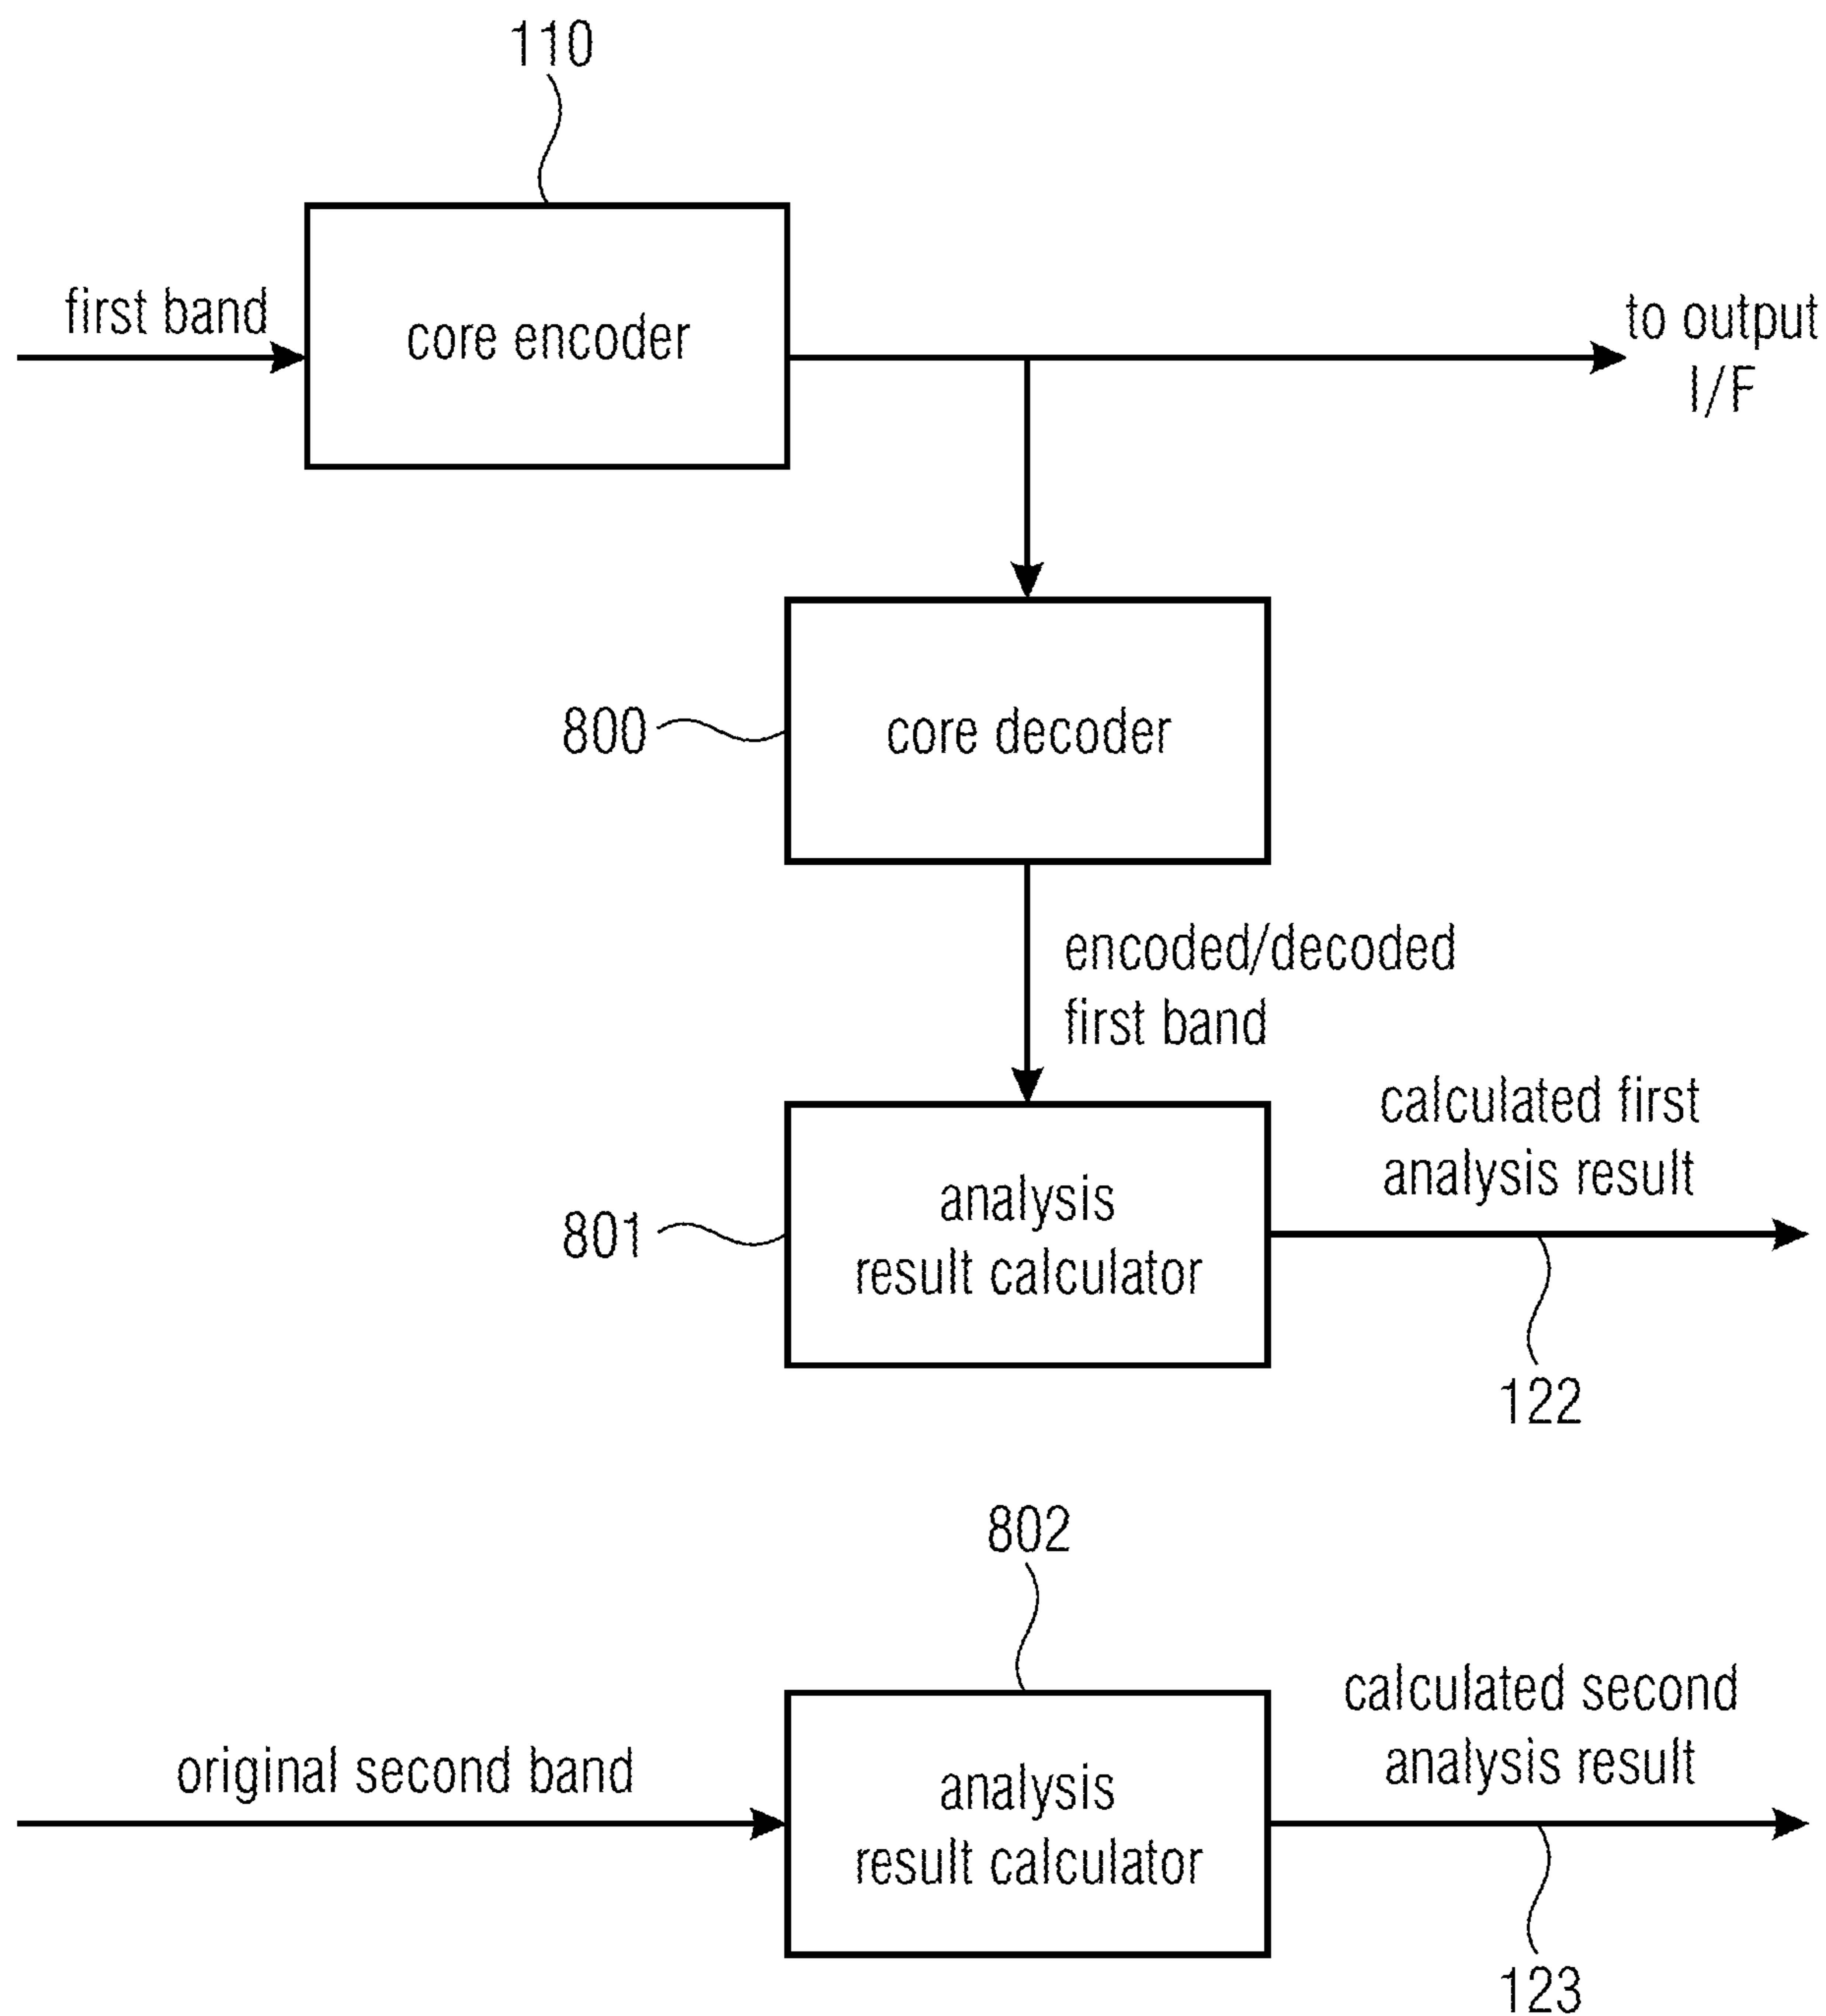 110
first band
core encoder
to output
I/F
800
core decoder
encoded/decoded
first band
calculated first
analysis result
801
analysis
result calculator
122
802
calculated second
analysis result
original second band
analysis
result calculator
123